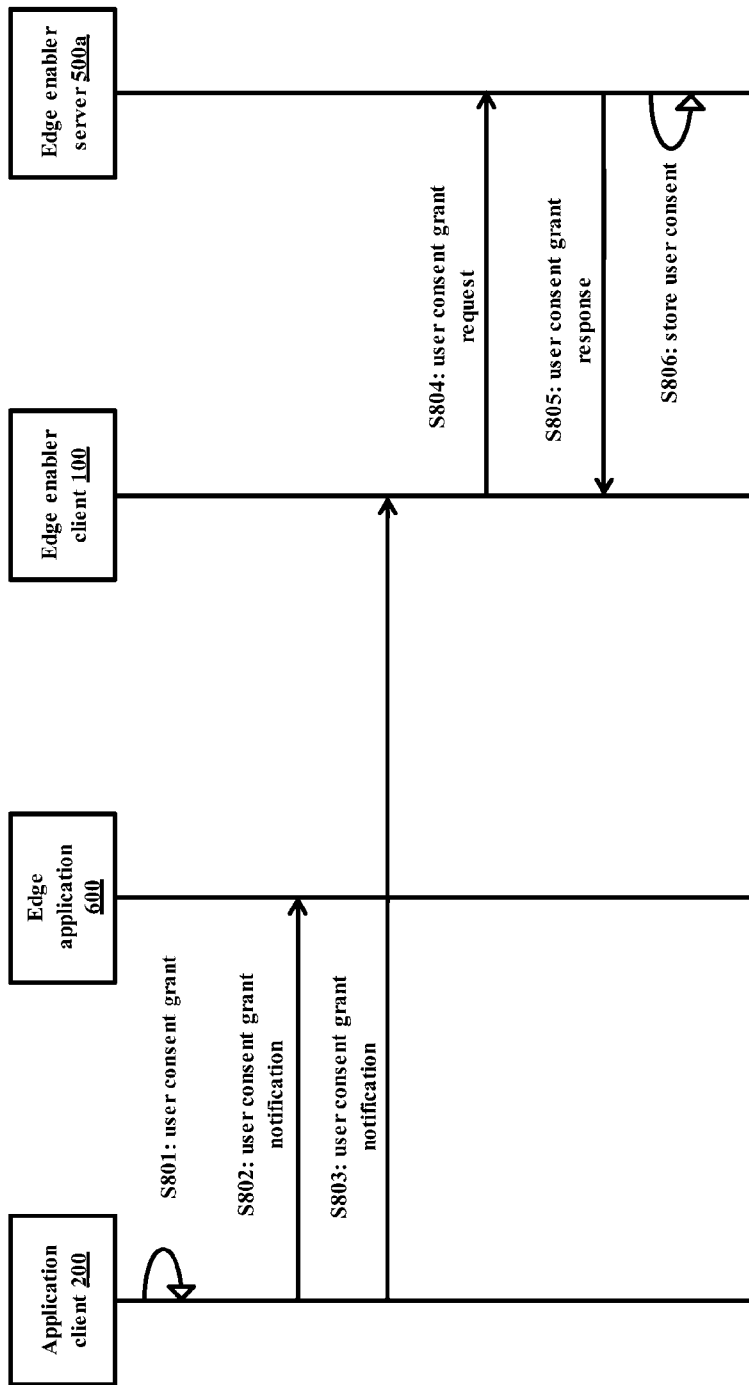 Application
client 200
Edge
application
600
Edge enabler
client 100
Edge enabler
server 500a
S801: user consent grant
S802: user consent grant
notification
S803: user consent grant
notification
S804: user consent grant
request
S805: user consent grant
response
S806: store user consent